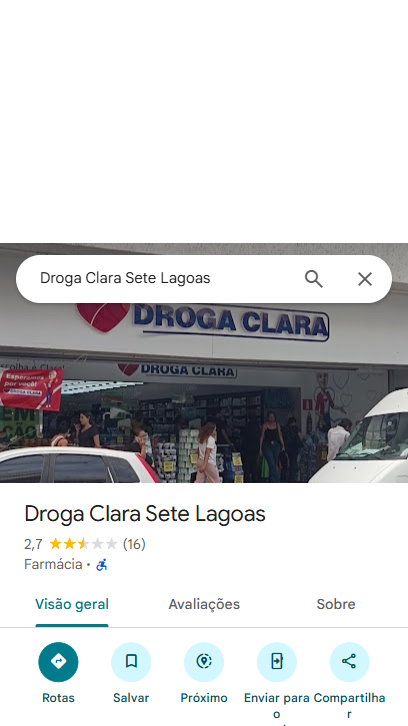 Droga Clara Sete Lagoas
DROGA CLARA
DROGA CLARA
Esperamos
por você!
DROGA CLARA
Droga Clara Sete Lagoas
2,7 (16)
Farmácia ·
Visão geral
Avaliações
Sobre
Rotas
Salvar
Próximo
Enviar para
o
Compartilha
r